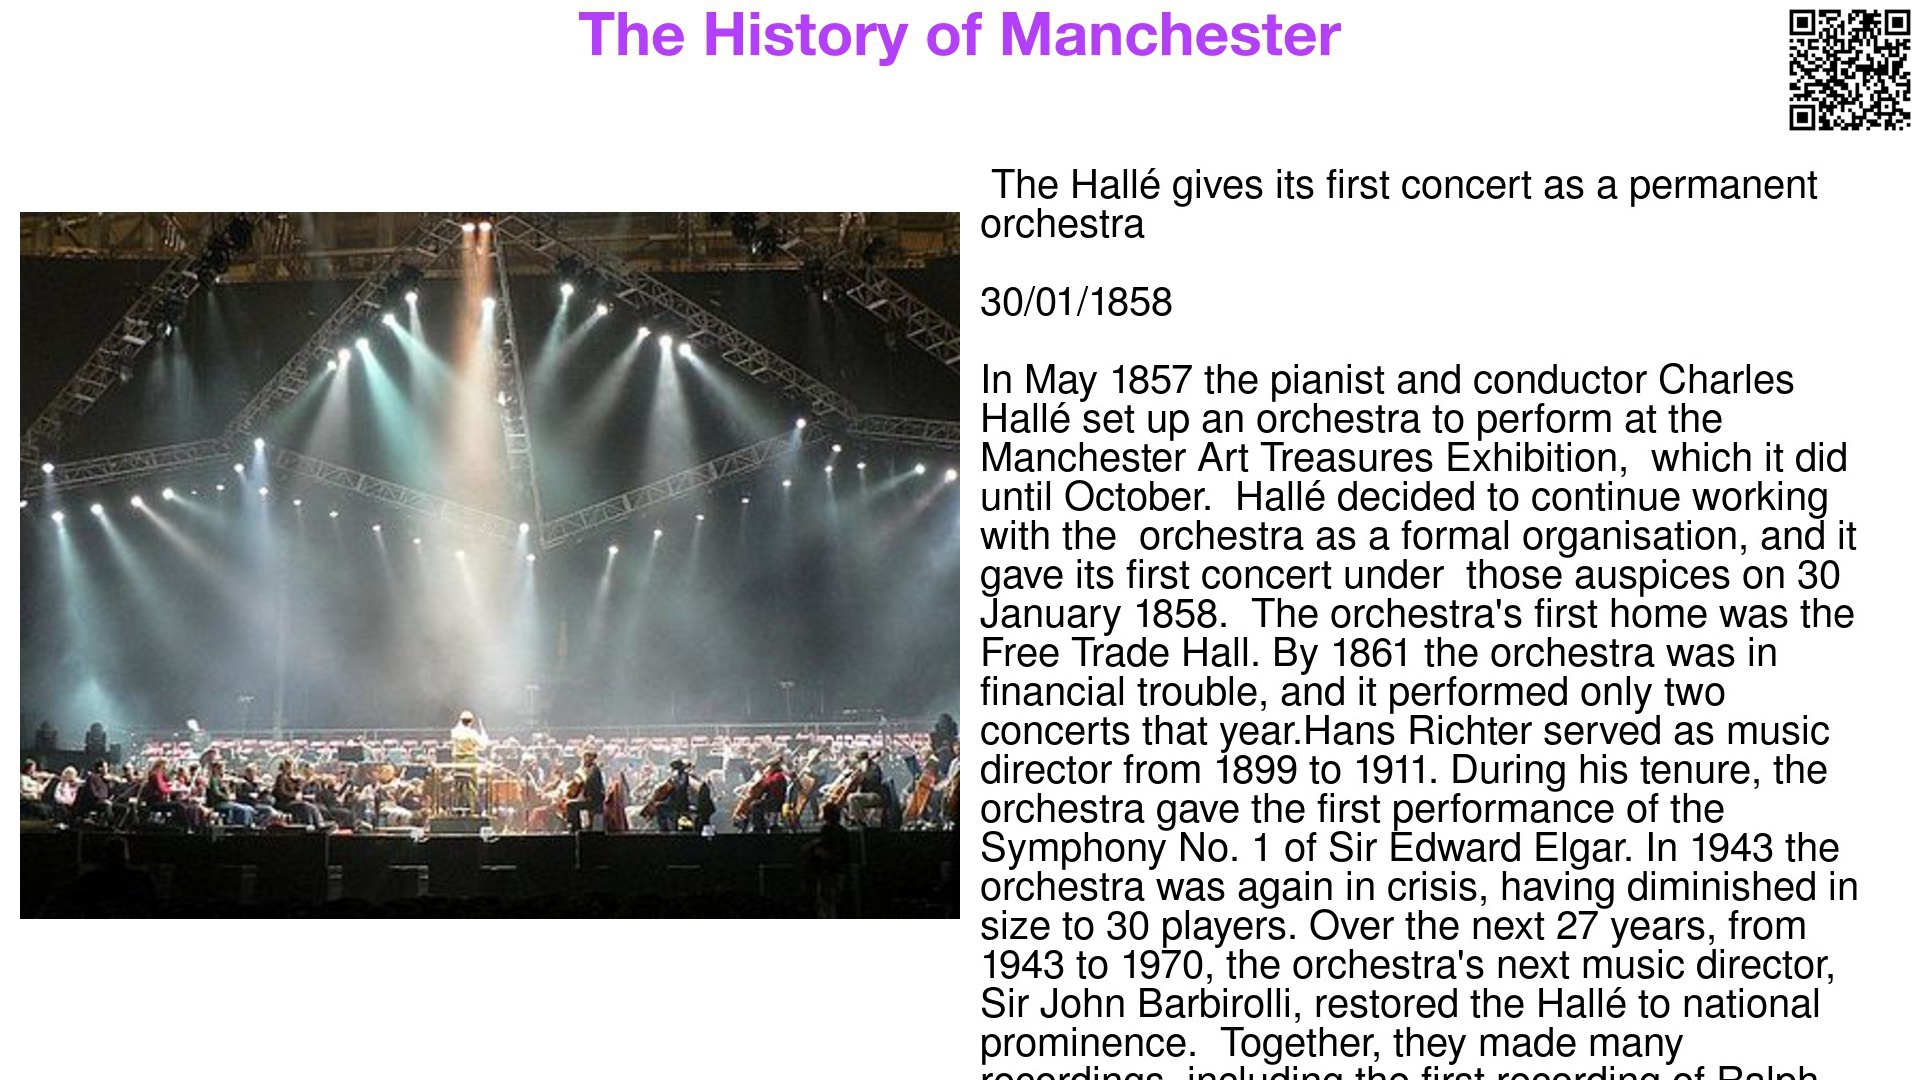 The History of Manchester
The Hallé gives its first concert as a permanent
orchestra
30/01/1858
In May 1857 the pianist and conductor Charles
Hallé set up an orchestra to perform at the
Manchester Art Treasures Exhibition,  which it did
until October.  Hallé decided to continue working
with the  orchestra as a formal organisation, and it
gave its first concert under  those auspices on 30
January 1858.  The orchestra's first home was the
Free Trade Hall. By 1861 the orchestra was in
financial trouble, and it performed only two
concerts that year.Hans Richter served as music
director from 1899 to 1911. During his tenure, the
orchestra gave the first performance of the
Symphony No. 1 of Sir Edward Elgar. In 1943 the
orchestra was again in crisis, having diminished in
size to 30 players. Over the next 27 years, from
1943 to 1970, the orchestra's next music director,
Sir John Barbirolli, restored the Hallé to national
prominence.  Together, they made many
recordings, including the first recording of Ralph